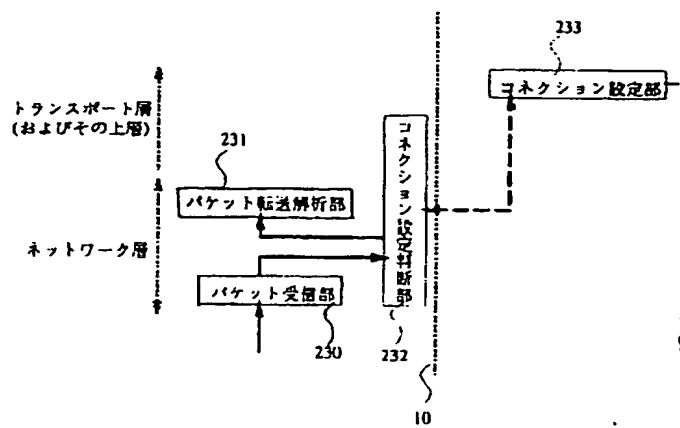 233
コネクション設定部
トランスポート層
(およびその上層)
231
パケット転送解析部
コネクション設定判断部
ネットワーク層
パケット受信部
230
232
10